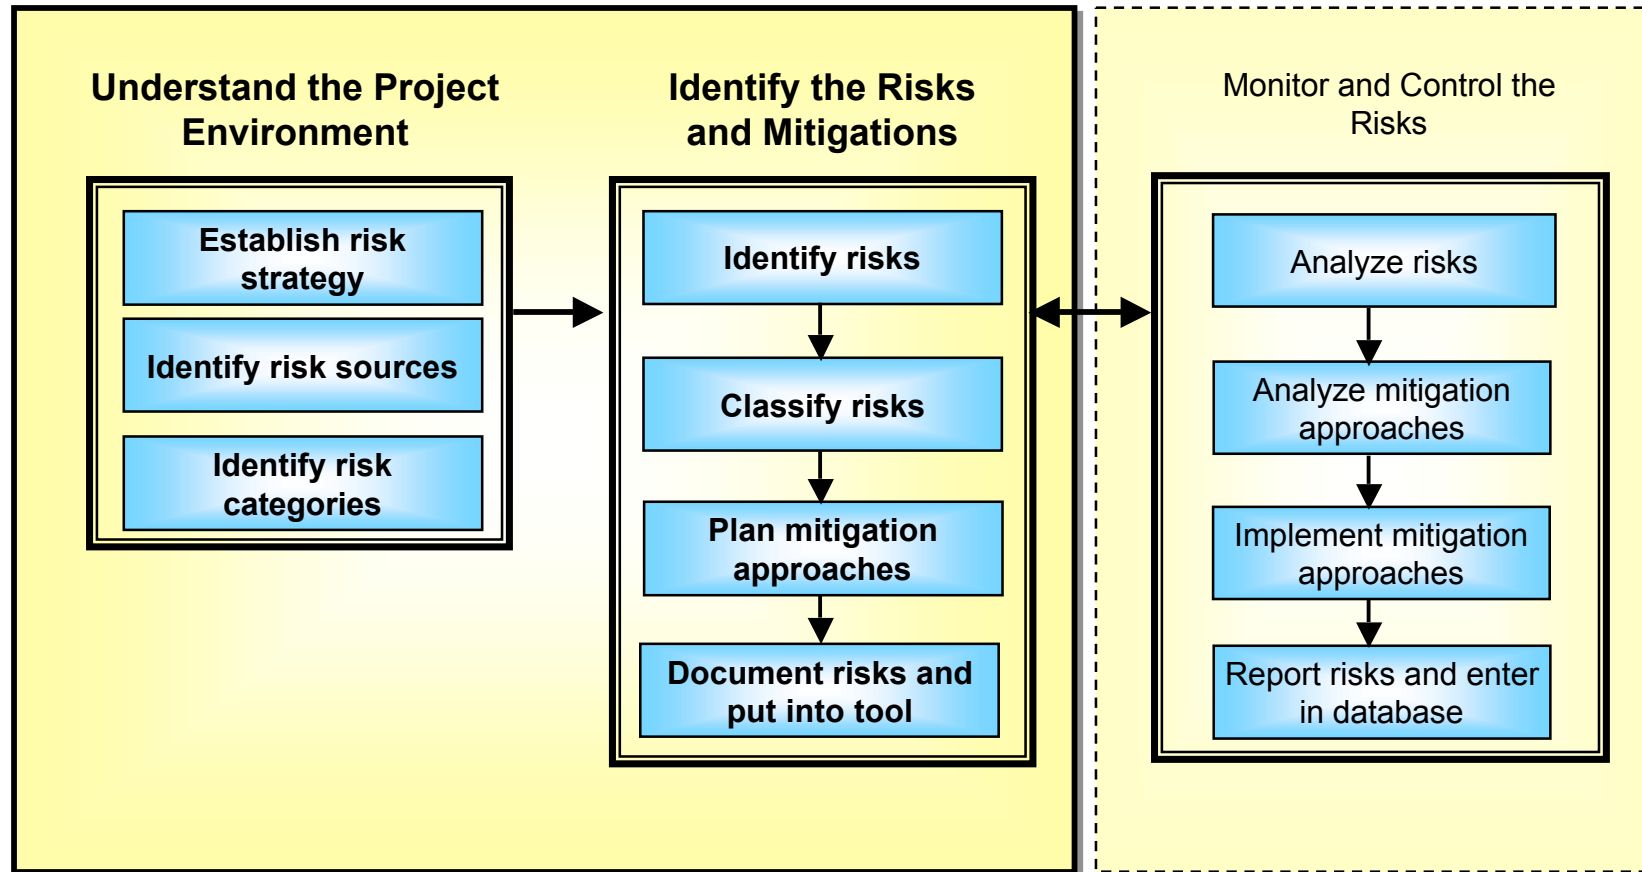 Understand the Project
Environment
Establish risk
strategy
Identify risk sources
Identify risk
categories
Identify the Risks
and Mitigations
Identify risks
Classify risks
Plan mitigation
approaches
Document risks and
put into tool
Monitor and Control the
Risks
Analyze risks
Analyze mitigation
approaches
Implement mitigation
approaches
Report risks and enter
in database